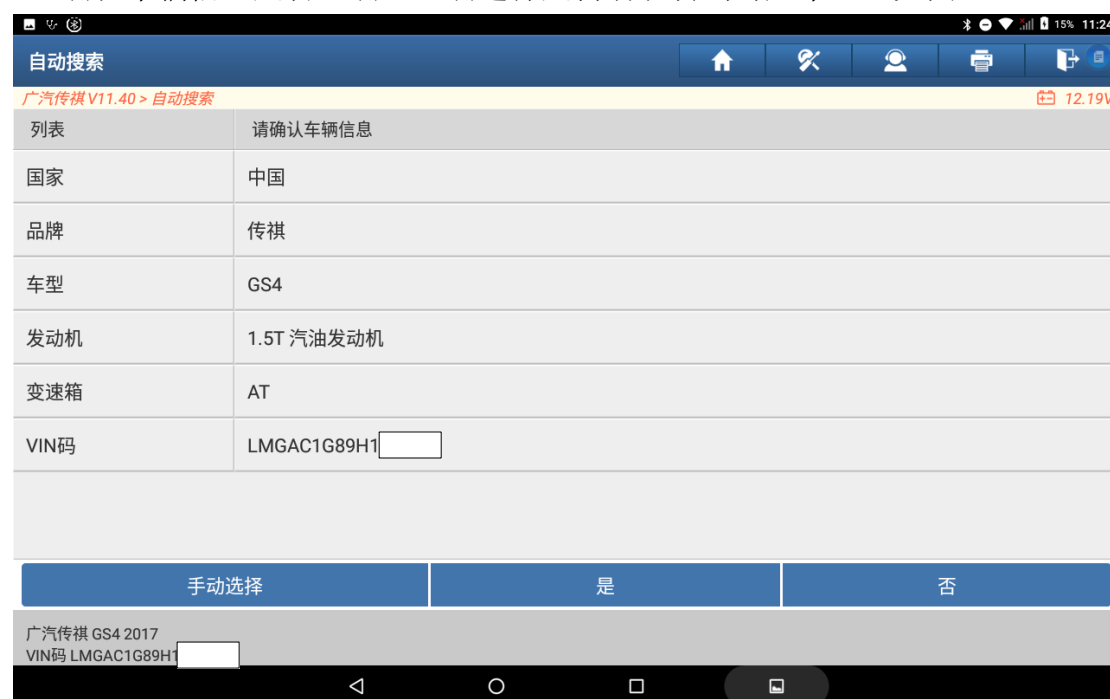 15% 11:24
自动搜索
广汽传祺 V11.40 > 自动搜索
12.19V
列表 请确认车辆信息
国家 中国
品牌 传祺
车型 GS4
发动机 1.5T 汽油发动机
变速箱 AT
VIN码 LMGAC1G89H1
手动选择 是 否
广汽传祺 GS4 2017
VIN码 LMGAC1G89H1